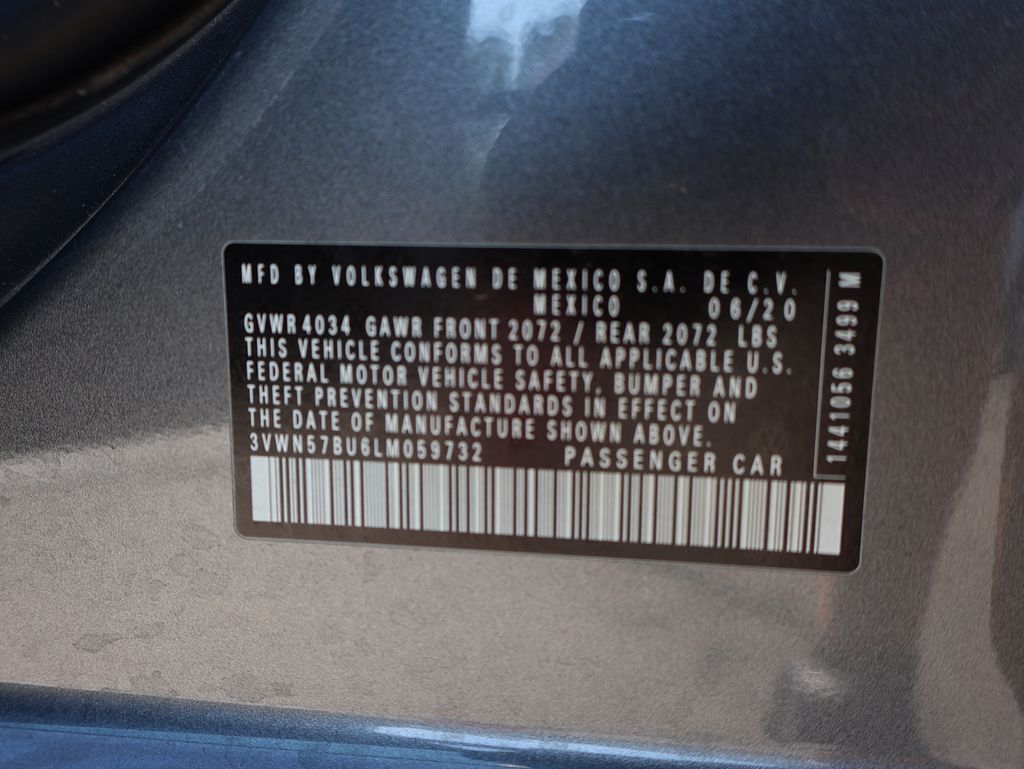 MFD BY VOLKSWAGEN DE MEXICO S.A. DE C.V.
MEXICO 06/20
GVWR 4034 GAWR FRONT 2072 / REAR 2072 LBS
THIS VEHICLE CONFORMS TO ALL APPLICABLE U.S.
FEDERAL MOTOR VEHICLE SAFETY, BUMPER AND
THEFT PREVENTION STANDARDS IN EFFECT ON
THE DATE OF MANUFACTURE SHOWN ABOVE.
3VWN57BU6LM059732 PASSENGER CAR
1441056 3499 M